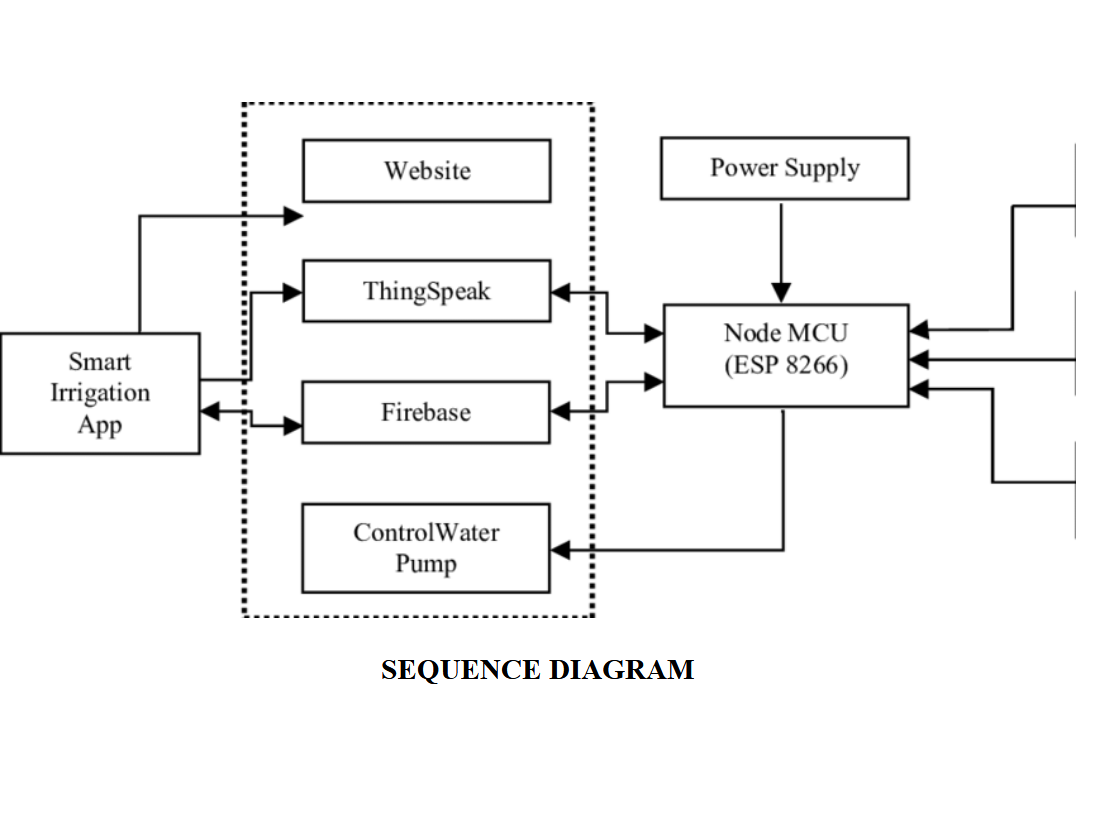 Website
Power Supply
ThingSpeak
Node MCU
(ESP 8266)
Smart
Irrigation
App
Firebase
ControlWater
Pump
SEQUENCE DIAGRAM